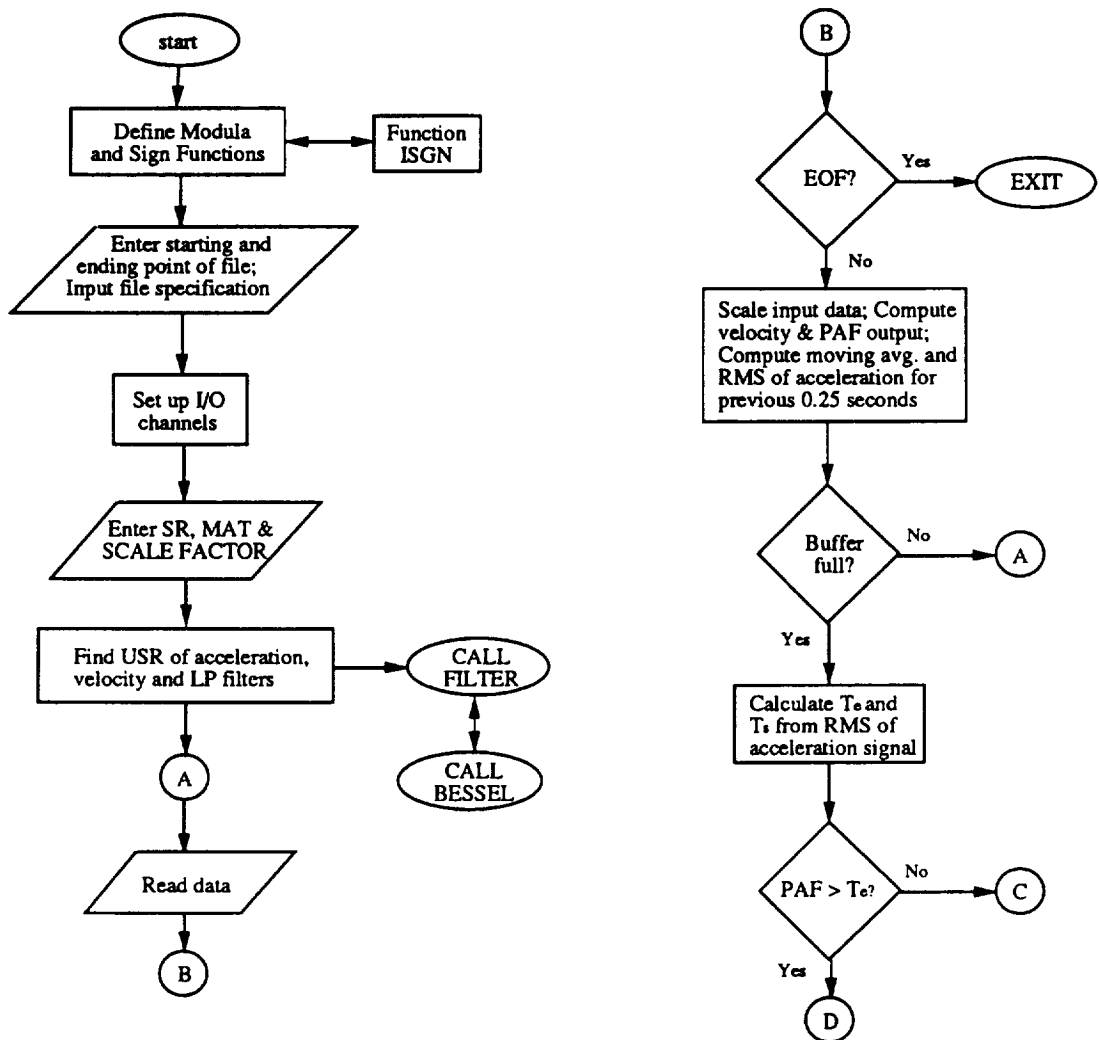 start
Define Modula
and Sign Functions
Function
ISGN
Enter starting and
ending point of file;
Input file specification
Set up I/O
channels
Enter SR, MAT &
SCALE FACTOR
Find USR of acceleration,
velocity and LP filters
CALL
FILTER
CALL
BESSEL
A
Read data
B
B
EOF?
Yes
EXIT
No
Scale input data; Compute
velocity & PAF output;
Compute moving avg. and
RMS of acceleration for
previous 0.25 seconds
Buffer
full?
No
A
Yes
Calculate Te and
Ts from RMS of
acceleration signal
PAF > Te?
No
C
Yes
D